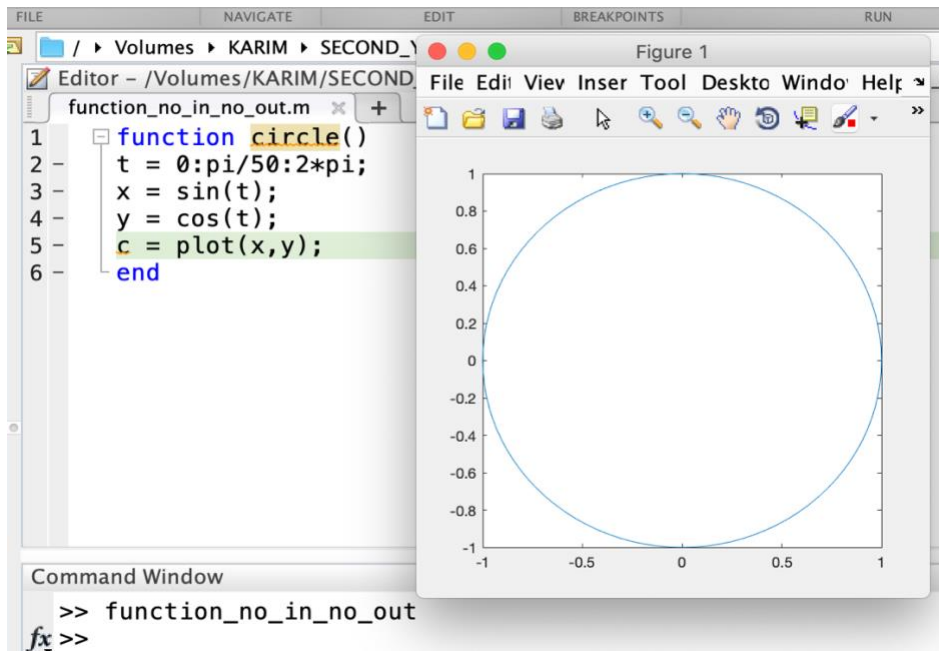 FILE NAVIGATE EDIT BREAKPOINTS RUN
/ ▸ Volumes ▸ KARIM ▸ SECOND_Y
Editor – /Volumes/KARIM/SECOND_
function_no_in_no_out.m × +
1 function circle()
2 – t = 0:pi/50:2*pi;
3 – x = sin(t);
4 – y = cos(t);
5 – c = plot(x,y);
6 – end
Figure 1
File Edit View Inser Tool Deskto Windo Help
1
0.8
0.6
0.4
0.2
0
-0.2
-0.4
-0.6
-0.8
-1
-1 -0.5 0 0.5 1
Command Window
>> function_no_in_no_out
fx >>